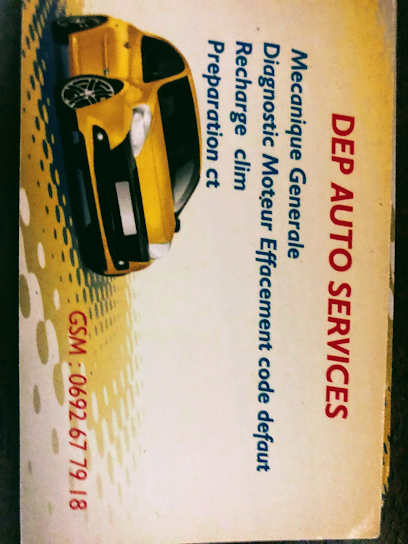 DEP AUTO SERVICES
Mecanique Generale
Diagnostic Moteur Effacement code defaut
Recharge clim
Preparation ct
GSM : 0692 67 79 18